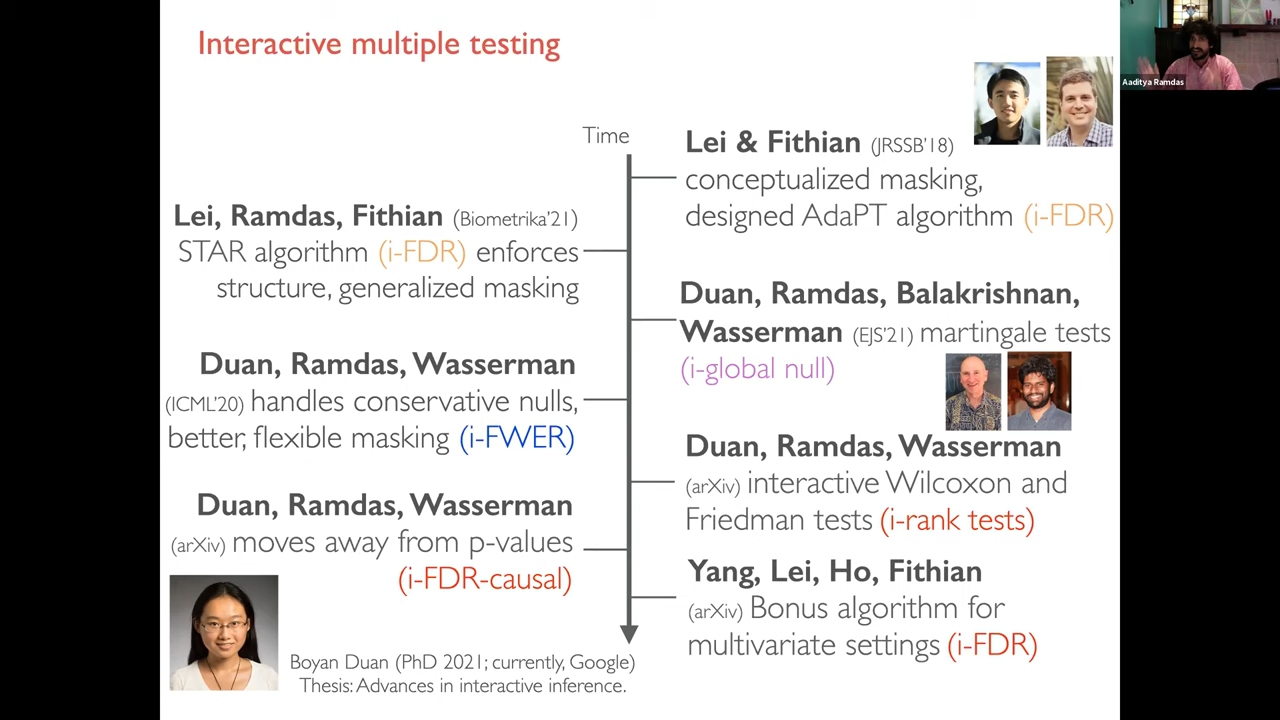 Interactive multiple testing
Aaditya Ramdas
Time
Lei & Fithian (JRSSB'18)
conceptualized masking,
designed AdaPT algorithm (i-FDR)
Lei, Ramdas, Fithian (Biometrika'21)
STAR algorithm (i-FDR) enforces
structure, generalized masking
Duan, Ramdas, Balakrishnan,
Wasserman (EJS'21) martingale tests
(i-global null)
Duan, Ramdas, Wasserman
(ICML'20) handles conservative nulls,
better, flexible masking (i-FWER)
Duan, Ramdas, Wasserman
(arXiv) interactive Wilcoxon and
Friedman tests (i-rank tests)
Duan, Ramdas, Wasserman
(arXiv) moves away from p-values
(i-FDR-causal)
Yang, Lei, Ho, Fithian
(arXiv) Bonus algorithm for
multivariate settings (i-FDR)
Boyan Duan (PhD 2021; currently, Google)
Thesis: Advances in interactive inference.